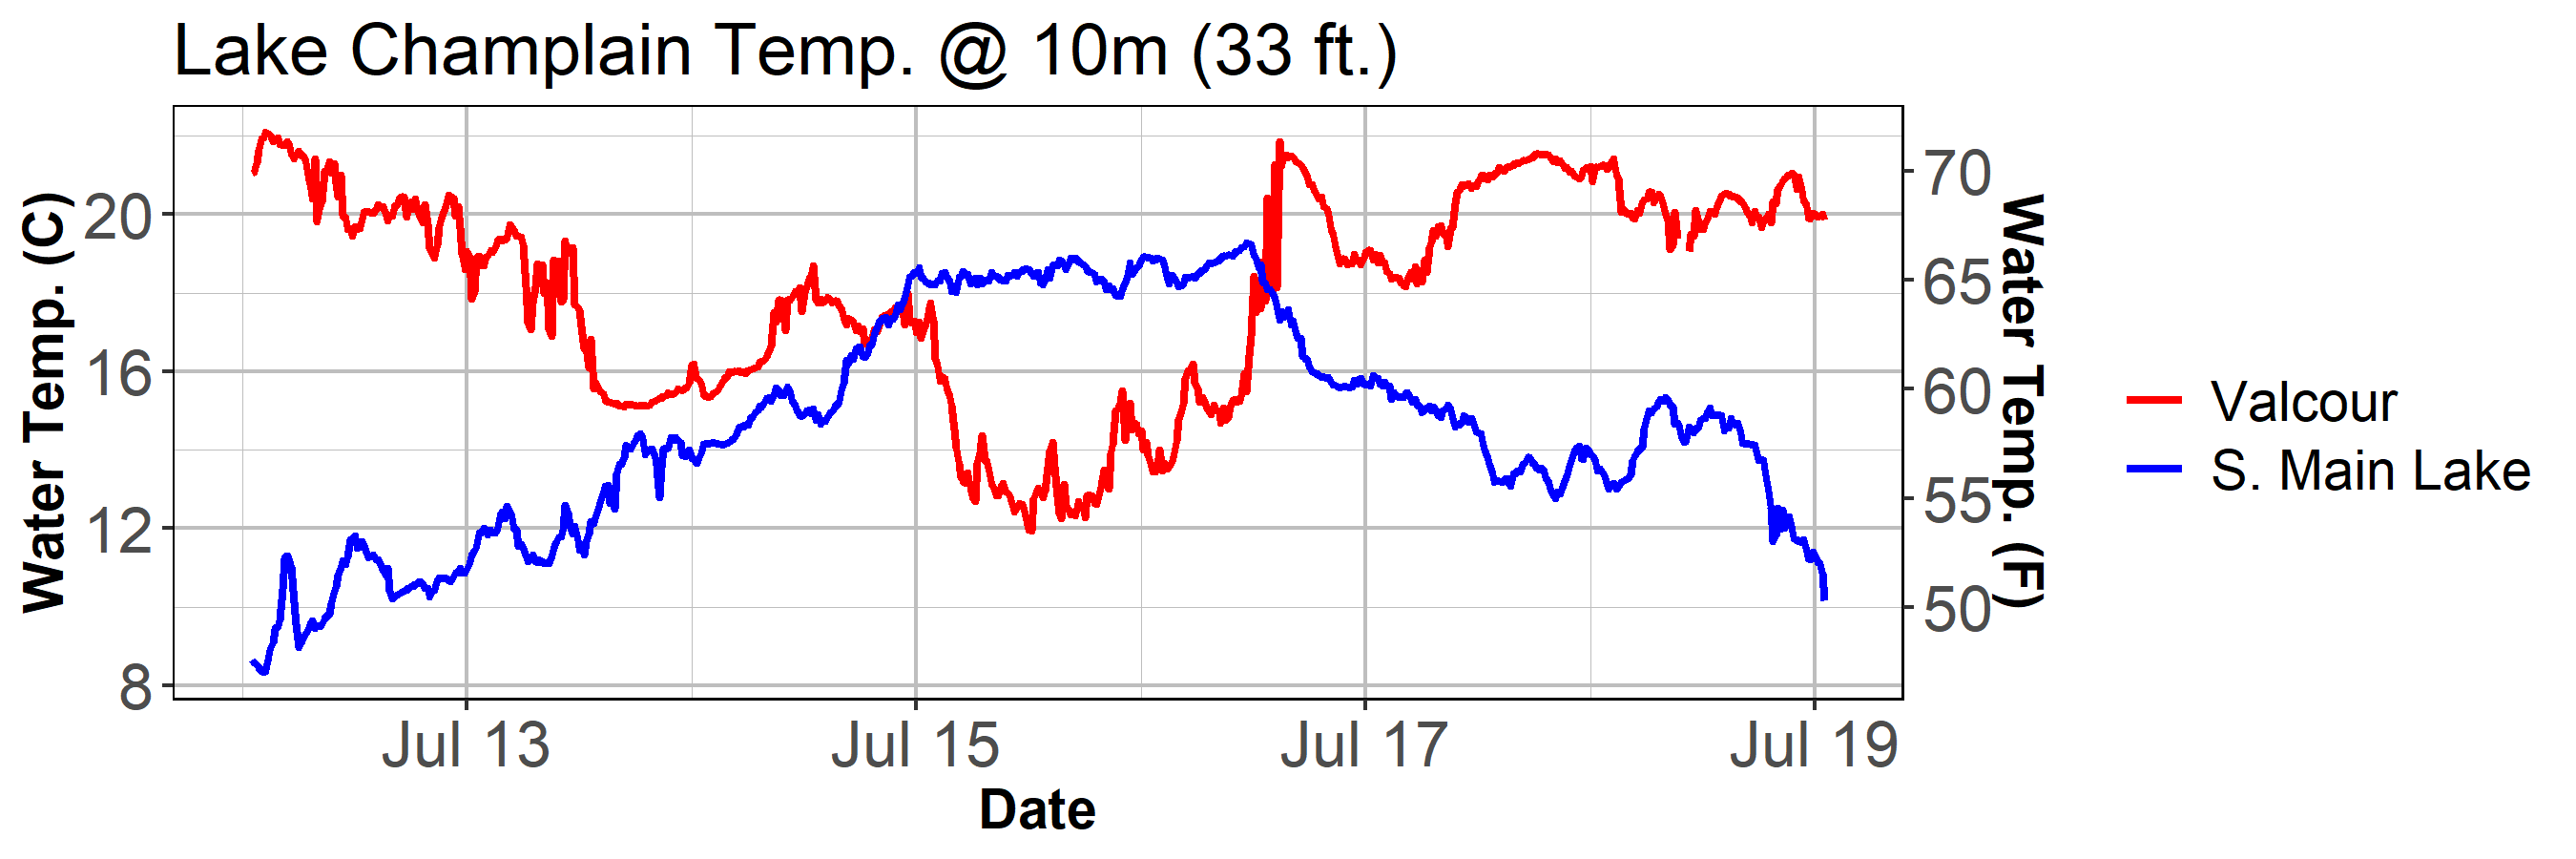 Lake Champlain Temp. @ 10m (33 ft.)
Water Temp. (C)
20
16
12
8
70
65
60
55
50
Water Temp. (F)
Jul 13
Jul 15
Jul 17
Jul 19
Date
Valcour
S. Main Lake